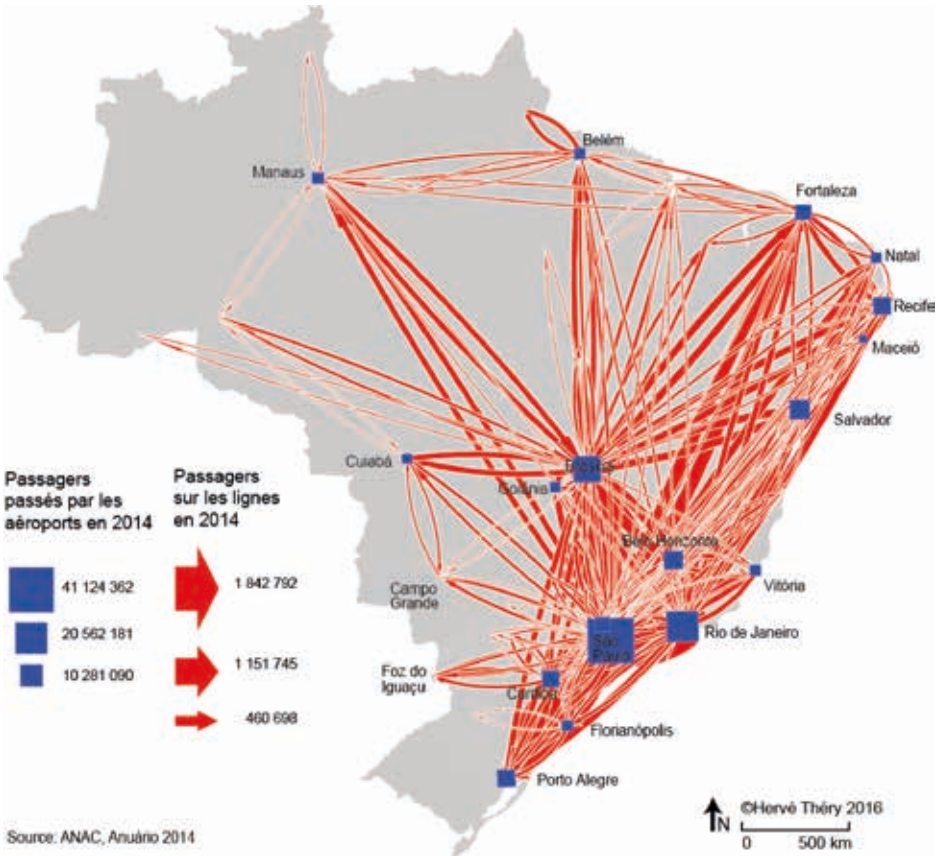 Belém
Manaus
Fortaleza
Natal
Recife
Maceió
Salvador
Cuiabá
Brasília
Goiânia
Belo Horizonte
Vitória
Campo
Grande
São
Paulo
Rio de Janeiro
Foz do
Iguaçu
Curitiba
Florianópolis
Porto Alegre
Passagers
passés par les
aéroports en 2014
41 124 362
20 562 181
10 281 090
Passagers
sur les lignes
en 2014
1 842 792
1 151 745
460 698
Source: ANAC, Anuário 2014
N
©Hervé Théry 2016
0 500 km